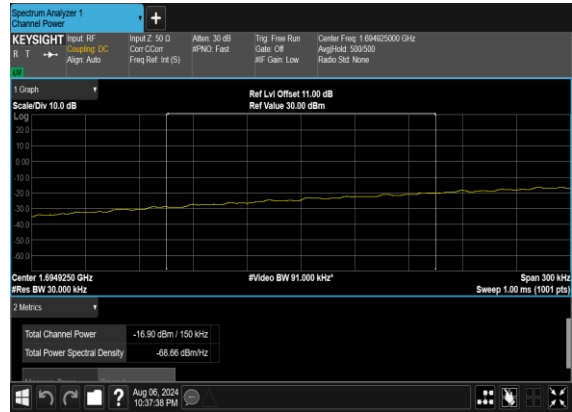 Spectrum Analyzer 1
Channel Power
+
KEYSIGHT
R T
Input: RF
Coupling: DC
Align: Auto
Input Z: 50 Ω
Corr CCorr
Freq Ref: Int (S)
Atten: 30 dB
#PNO: Fast
Trig: Free Run
Gate: Off
#IF Gain: Low
Center Freq: 1.694925000 GHz
Avg|Hold: 500/500
Radio Std: None
1 Graph
Scale/Div 10.0 dB
Ref Lvl Offset 11.00 dB
Ref Value 30.00 dBm
Log
20.0
10.0
0.00
-10.0
-20.0
-30.0
-40.0
-50.0
-60.0
Center 1.6949250 GHz
#Res BW 30.000 kHz
#Video BW 91.000 kHz*
Span 300 kHz
Sweep 1.00 ms (1001 pts)
2 Metrics
Total Channel Power -16.90 dBm / 150 kHz
Total Power Spectral Density -68.66 dBm/Hz
?
Aug 06, 2024
10:37:38 PM